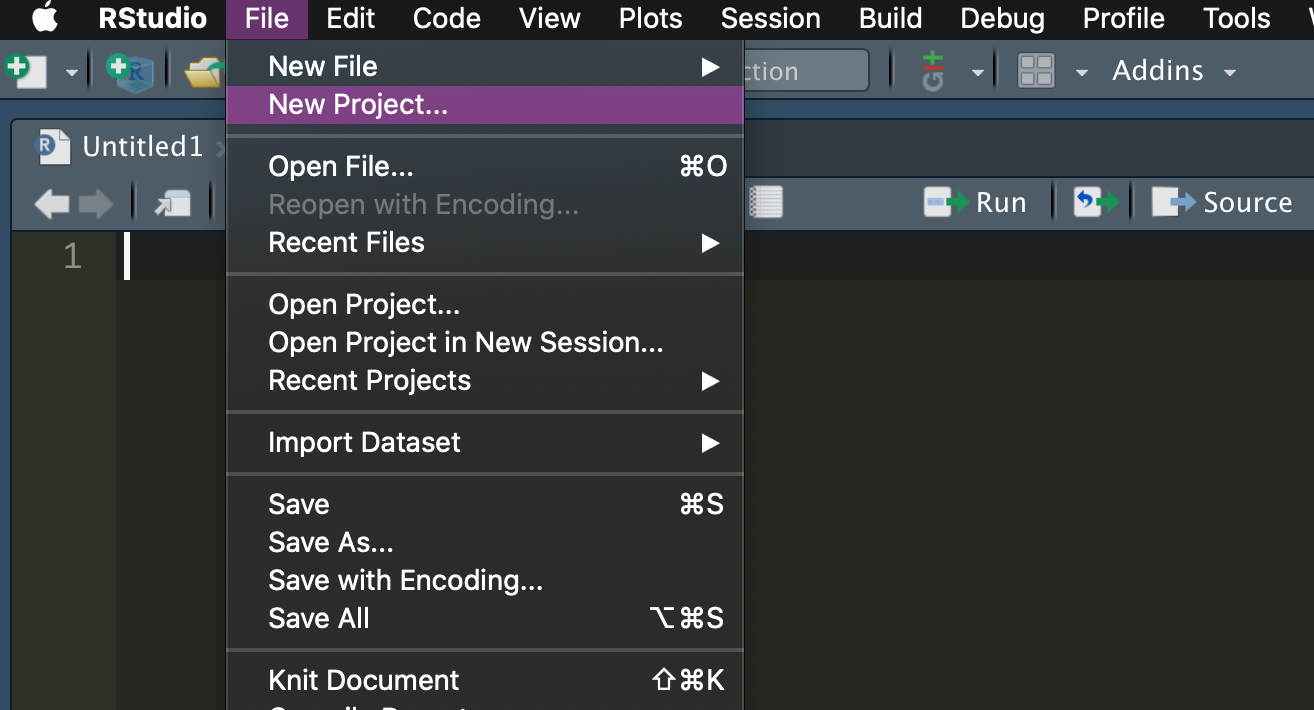 RStudio File Edit Code View Plots Session Build Debug Profile Tools
New File
ction
Addins
New Project...
Untitled1
Open File... ⌘O
Reopen with Encoding...
Run
Source
Recent Files
1
Open Project...
Open Project in New Session...
Recent Projects
Import Dataset
Save ⌘S
Save As...
Save with Encoding...
Save All ⌥⌘S
Knit Document ⇧⌘K